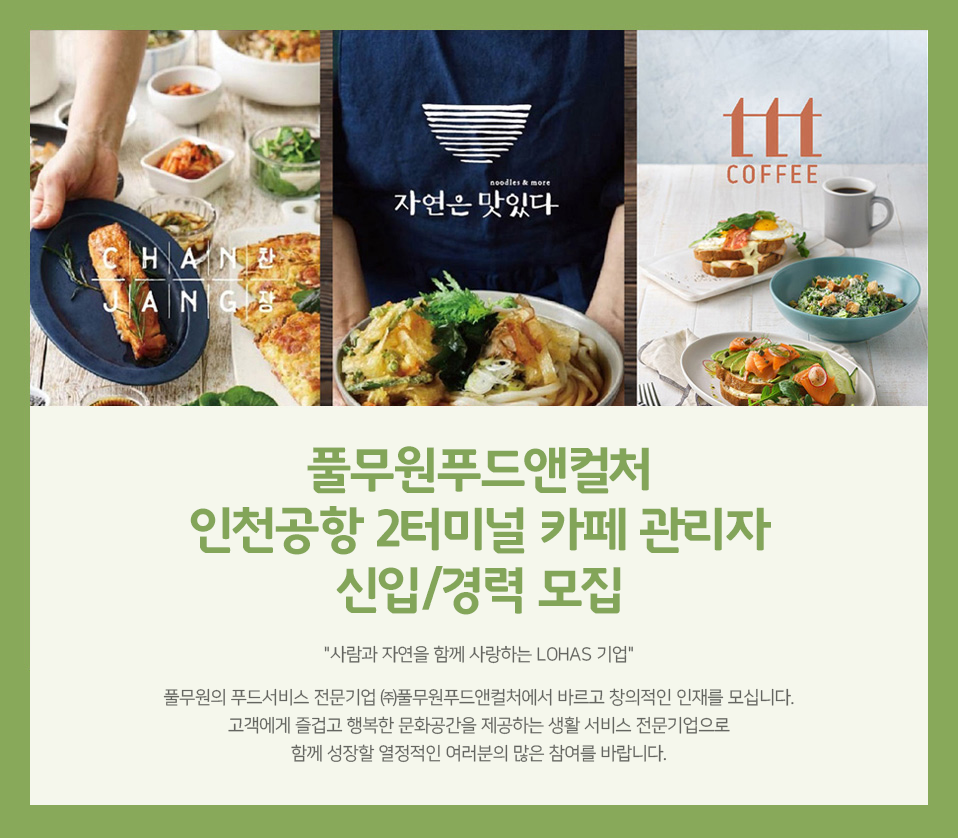 CHAN찬
JANG장
noodles & more
자연은 맛있다
ttt
COFFEE
풀무원푸드앤컬처
인천공항 2터미널 카페 관리자
신입/경력 모집
"사람과 자연을 함께 사랑하는 LOHAS 기업"
풀무원의 푸드서비스 전문기업 ㈜풀무원푸드앤컬처에서 바르고 창의적인 인재를 모십니다.
고객에게 즐겁고 행복한 문화공간을 제공하는 생활 서비스 전문기업으로
함께 성장할 열정적인 여러분의 많은 참여를 바랍니다.